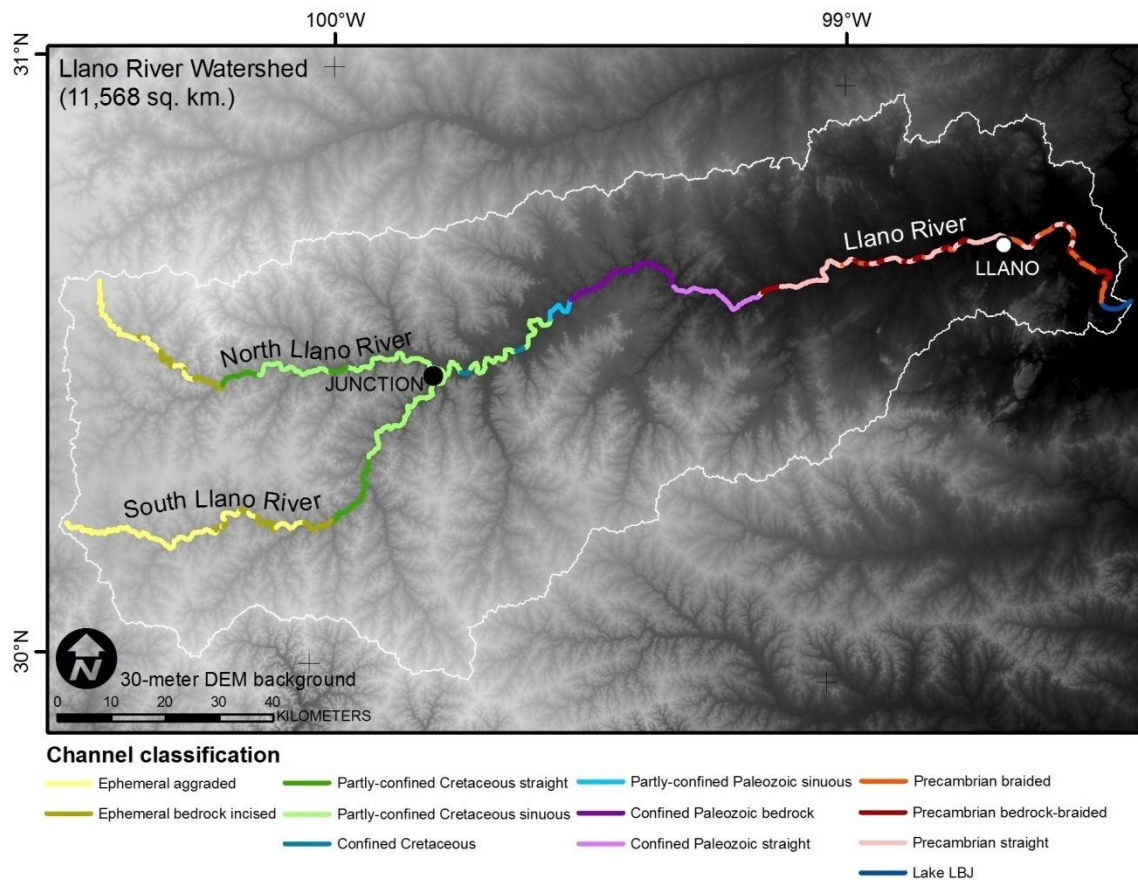 100°W
99°W
31°N
Llano River Watershed
(11,568 sq. km.)
Llano River
LLANO
North Llano River
JUNCTION
South Llano River
30°N
N
30-meter DEM background
0 10 20 30 40
KILOMETERS
Channel classification
Ephemeral aggraded
Ephemeral bedrock incised
Partly-confined Cretaceous straight
Partly-confined Cretaceous sinuous
Confined Cretaceous
Partly-confined Paleozoic sinuous
Confined Paleozoic bedrock
Confined Paleozoic straight
Precambrian braided
Precambrian bedrock-braided
Precambrian straight
Lake LBJ